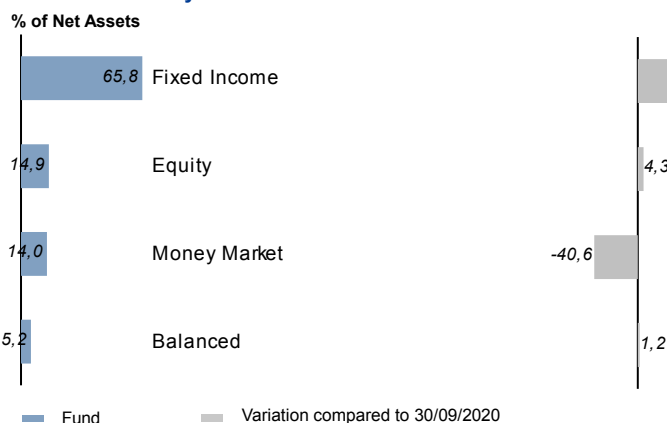 % of Net Assets
65,8 Fixed Income
14,9 Equity 4,3
14,0 Money Market -40,6
5,2 Balanced 1,2
Fund Variation compared to 30/09/2020